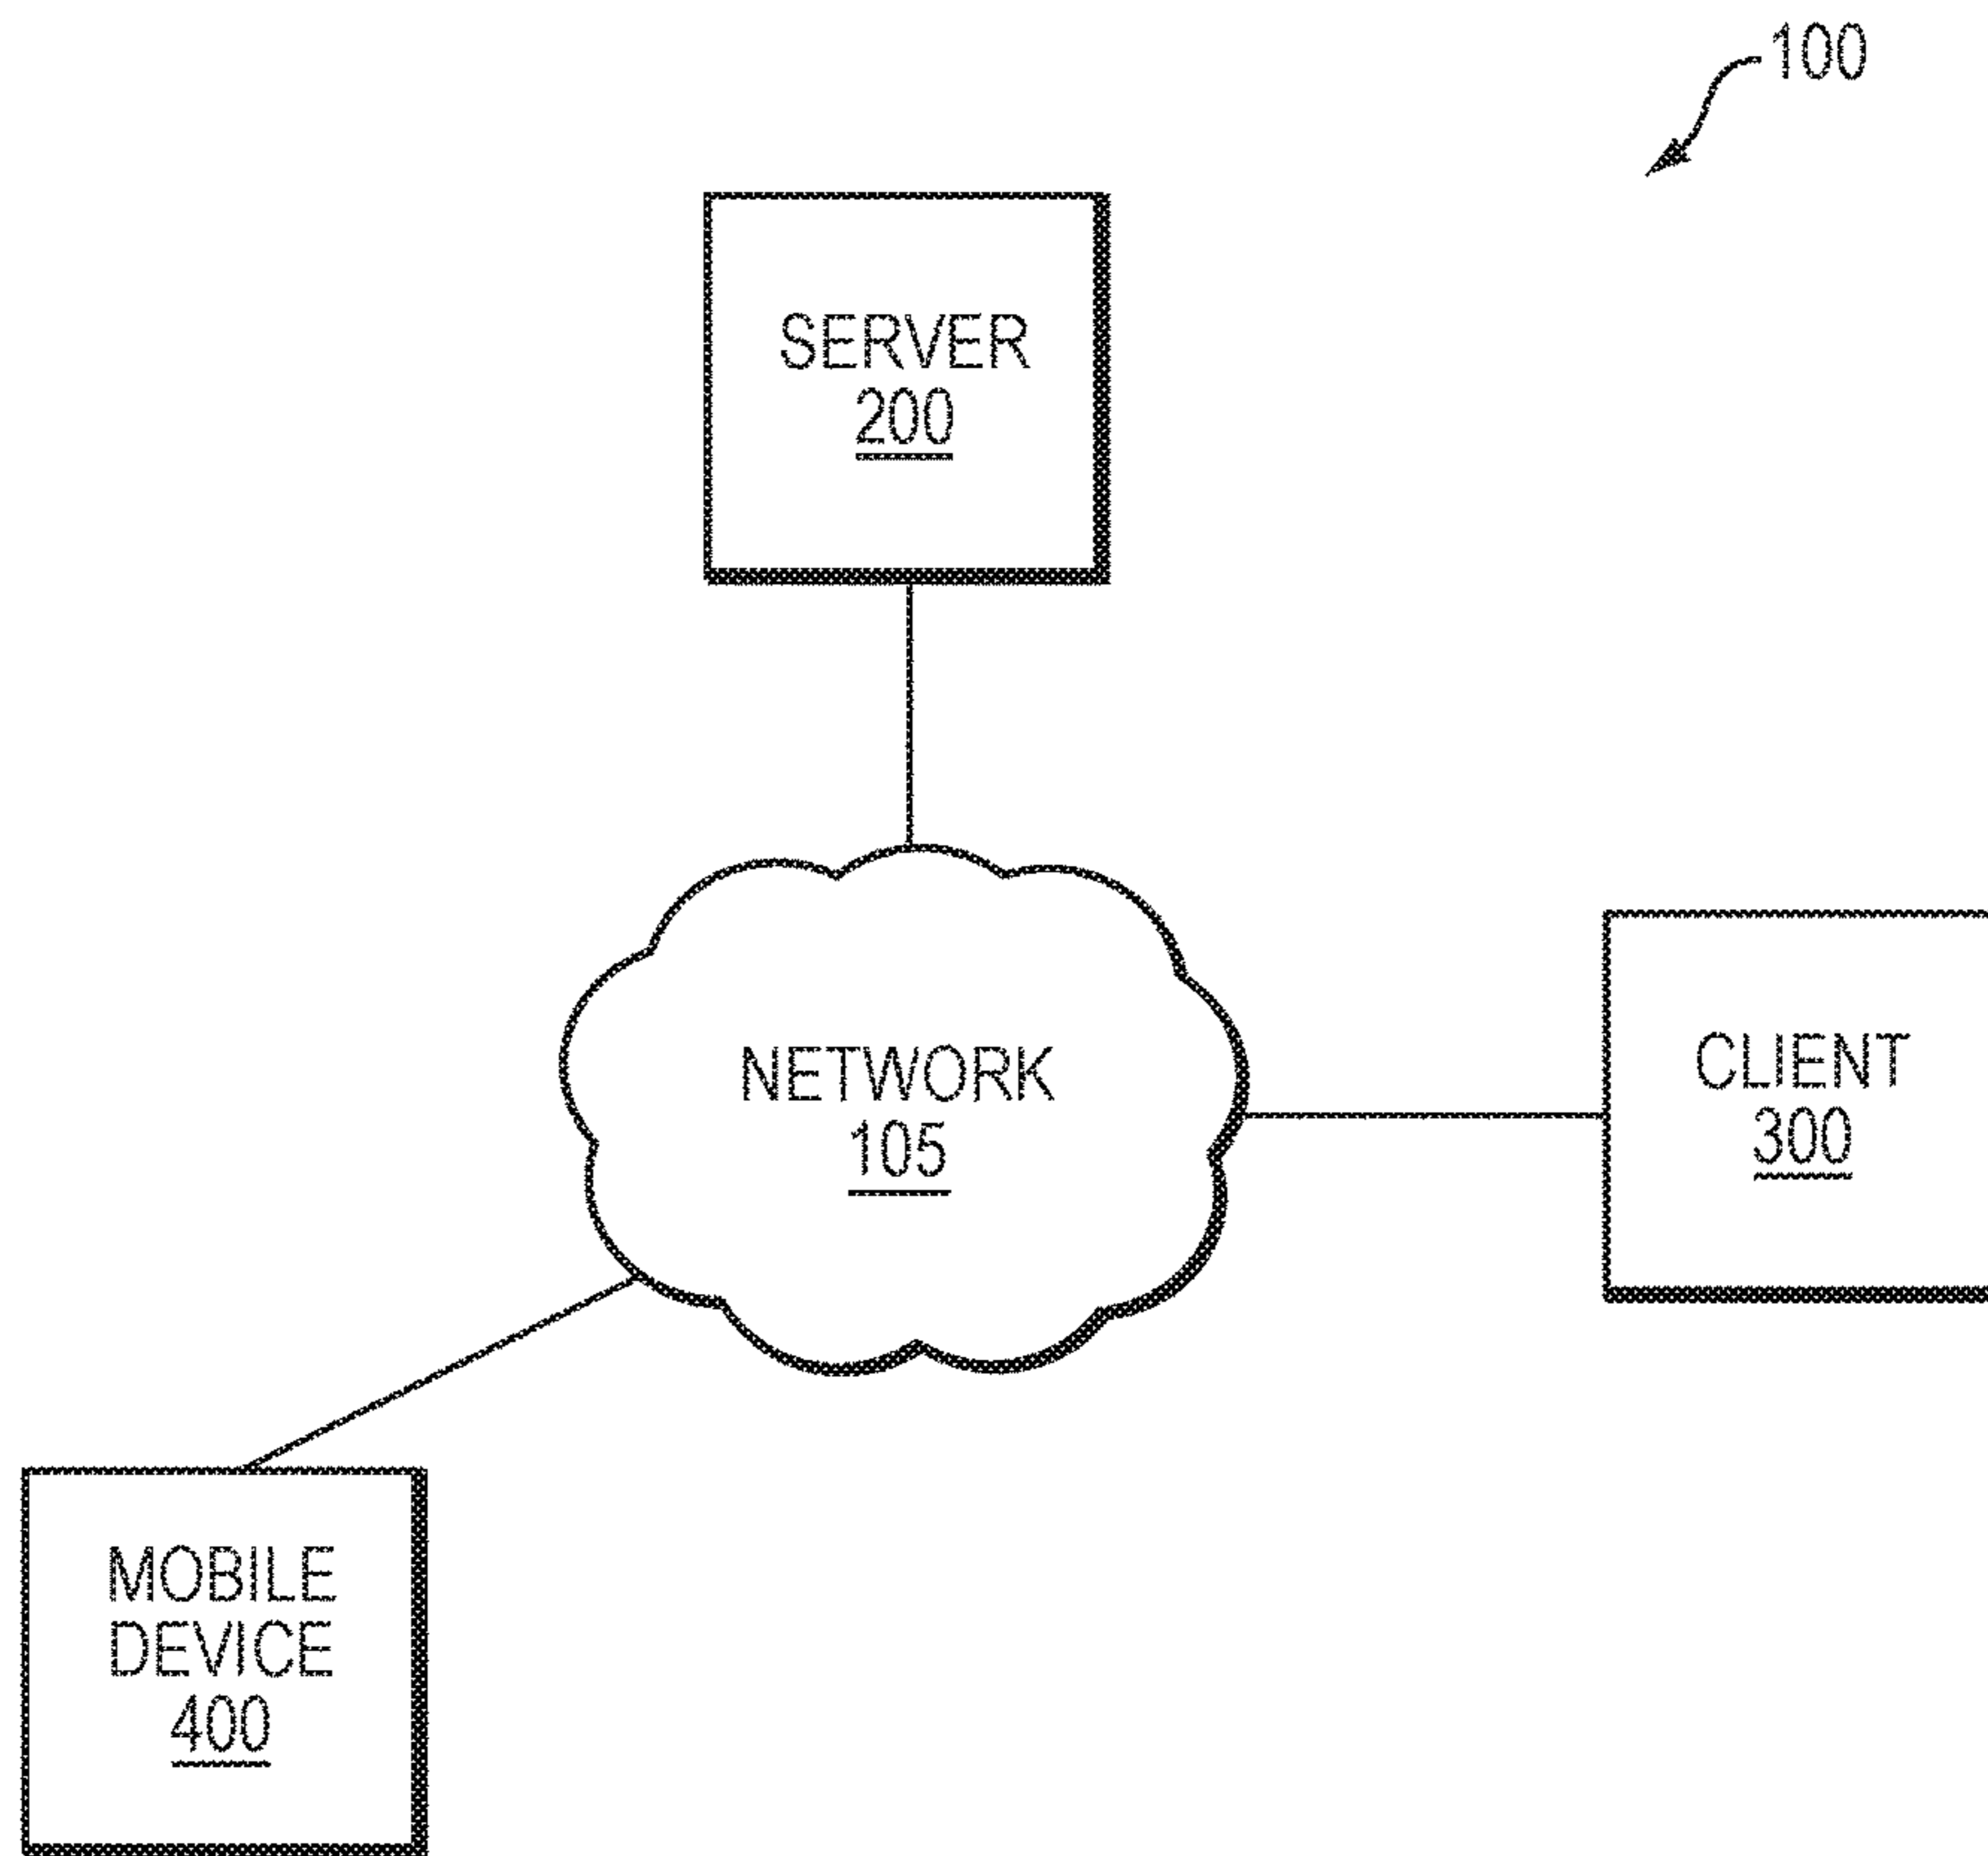 100
SERVER
200
NETWORK
105
CLIENT
300
MOBILE
DEVICE
400